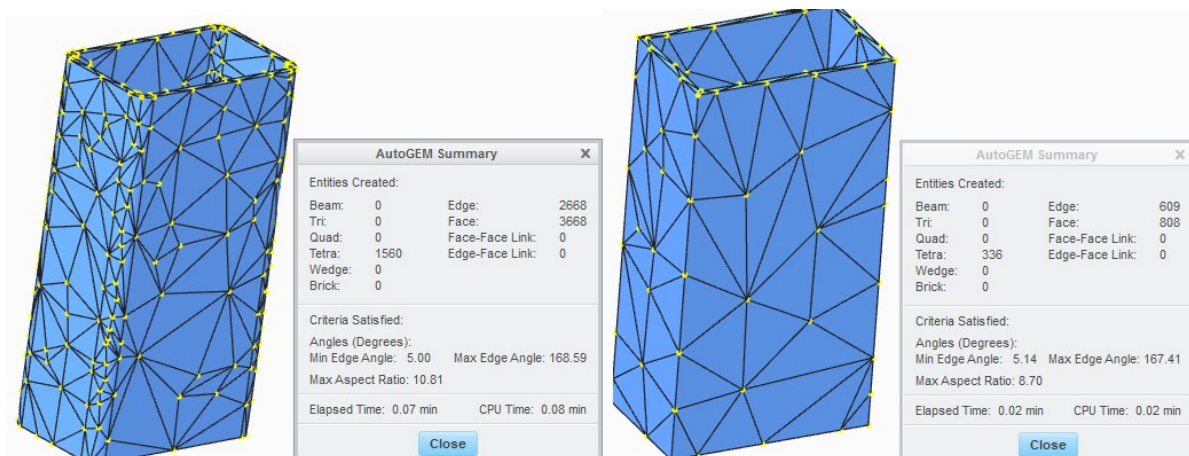 AutoGEM Summary X
Entities Created:
Beam: 0 Edge: 2668
Tri: 0 Face: 3668
Quad: 0 Face-Face Link: 0
Tetra: 1560 Edge-Face Link: 0
Wedge: 0
Brick: 0
Criteria Satisfied:
Angles (Degrees):
Min Edge Angle: 5.00 Max Edge Angle: 168.59
Max Aspect Ratio: 10.81
Elapsed Time: 0.07 min CPU Time: 0.08 min
Close
AutoGEM Summary X
Entities Created:
Beam: 0 Edge: 609
Tri: 0 Face: 808
Quad: 0 Face-Face Link: 0
Tetra: 336 Edge-Face Link: 0
Wedge: 0
Brick: 0
Criteria Satisfied:
Angles (Degrees):
Min Edge Angle: 5.14 Max Edge Angle: 167.41
Max Aspect Ratio: 8.70
Elapsed Time: 0.02 min CPU Time: 0.02 min
Close